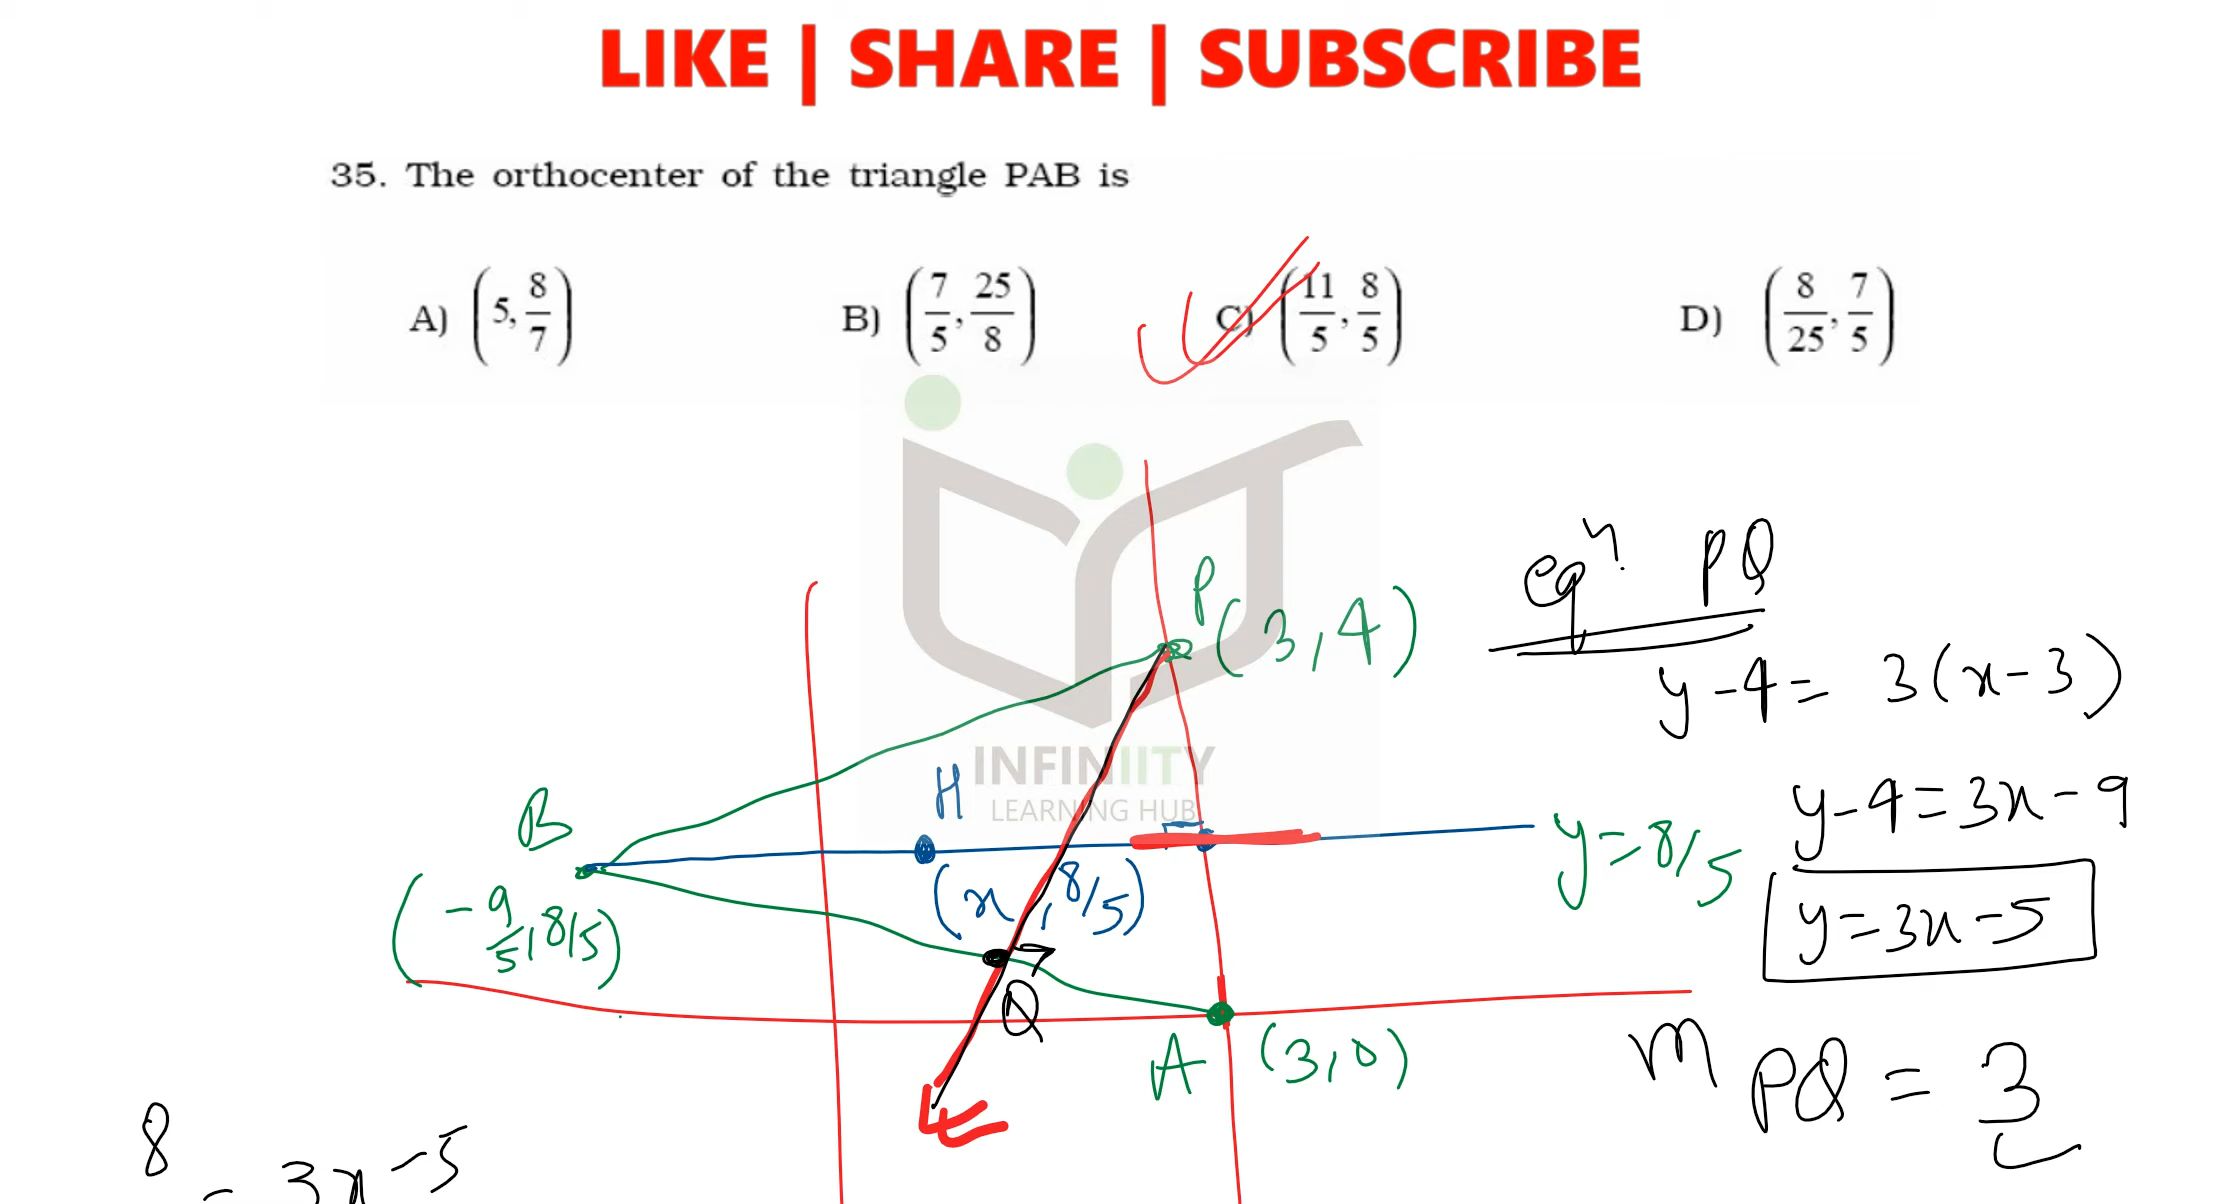 LIKE | SHARE | SUBSCRIBE
35. The orthocenter of the triangle PAB is
A) (5, 8/7) B) (7/5, 25/8) C) (11/5, 8/5) D) (8/25, 7/5)
eqn. PQ
P (3,4)
y-4 = 3(x-3)
INFINIITY
LEARNING HUB
H
y-4=3x-9
B
y=8/5
(x, 8/5)
(-9/5, 8/5)
y=3x-5
Q
A (3,0)
m PQ = 3
8
= 3x-5